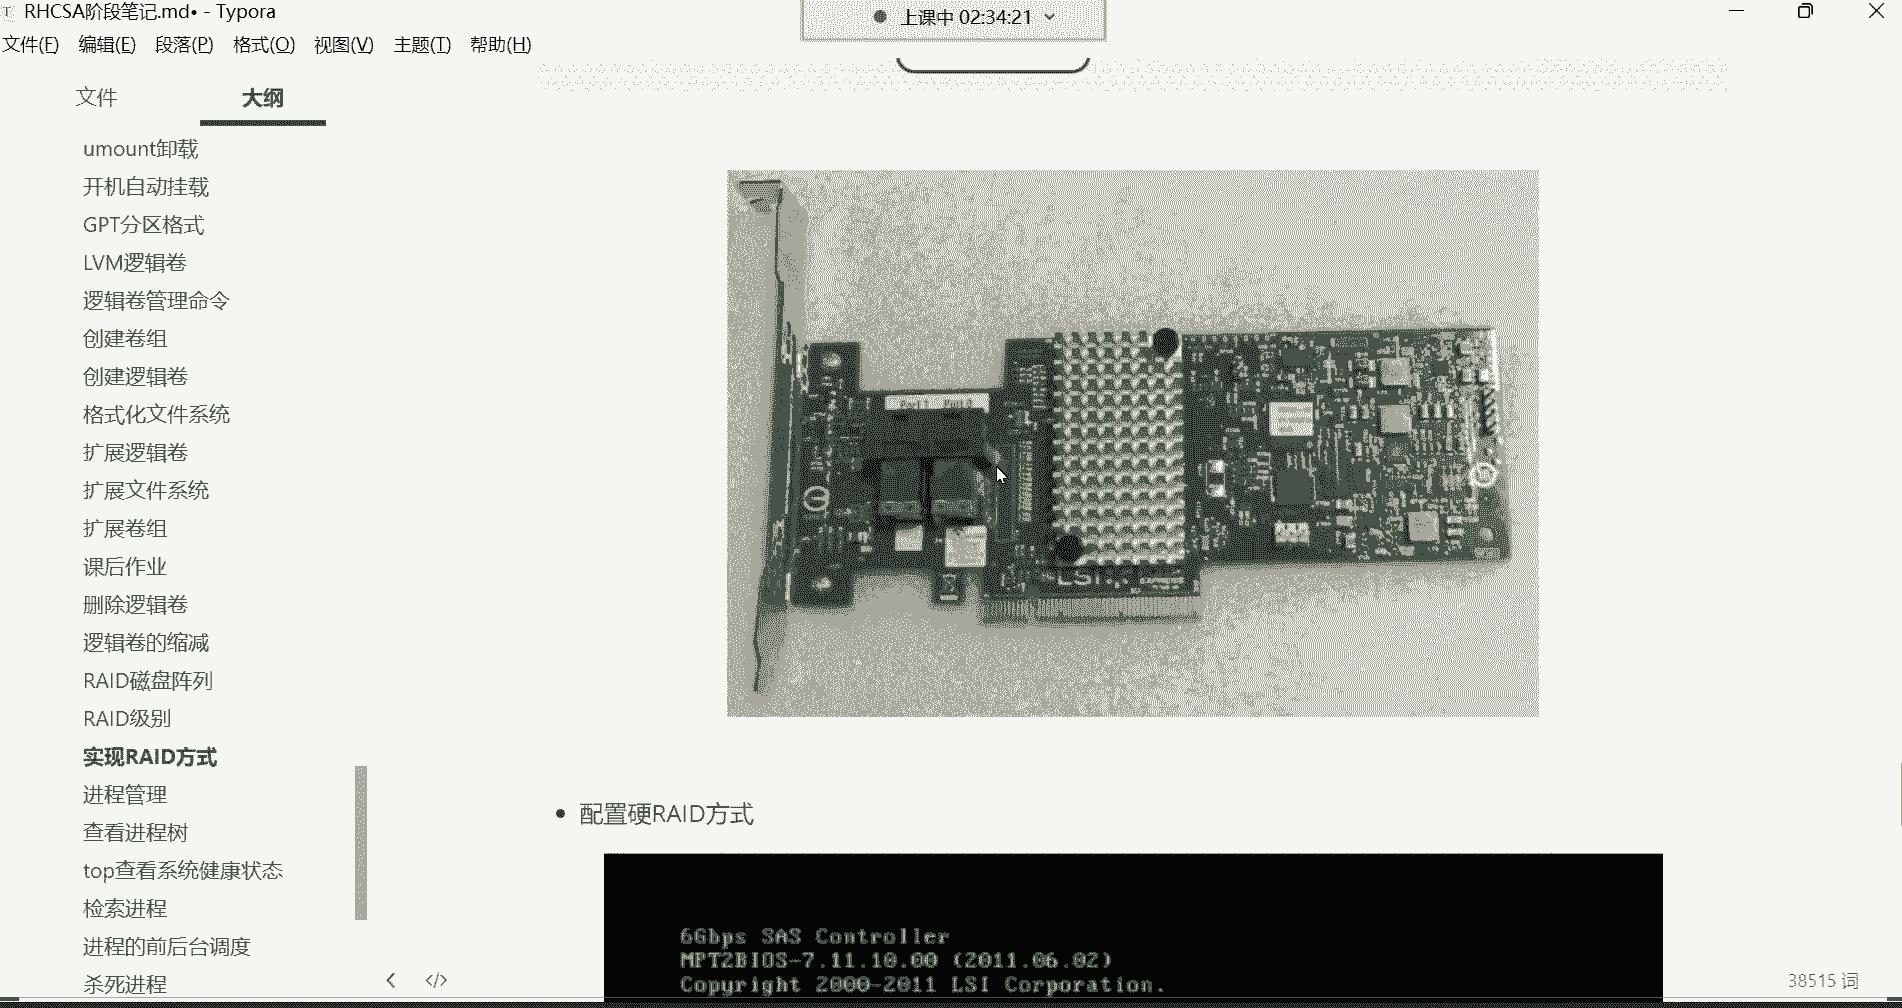 RHCSA阶段笔记.md• - Typora
上课中 02:34:21
文件(F) 编辑(E) 段落(P) 格式(O) 视图(V) 主题(T) 帮助(H)
文件 大纲
umount卸载
开机自动挂载
GPT分区格式
LVM逻辑卷
逻辑卷管理命令
创建卷组
创建逻辑卷
格式化文件系统
扩展逻辑卷
扩展文件系统
扩展卷组
课后作业
删除逻辑卷
逻辑卷的缩减
RAID磁盘阵列
RAID级别
实现RAID方式
进程管理
查看进程树
top查看系统健康状态
检索进程
进程的前后台调度
杀死进程
LSI
配置硬RAID方式
6Gbps SAS Controller
MPT2BIOS-7.11.10.00 (2011.06.02)
Copyright 2000-2011 LSI Corporation.
38515 词